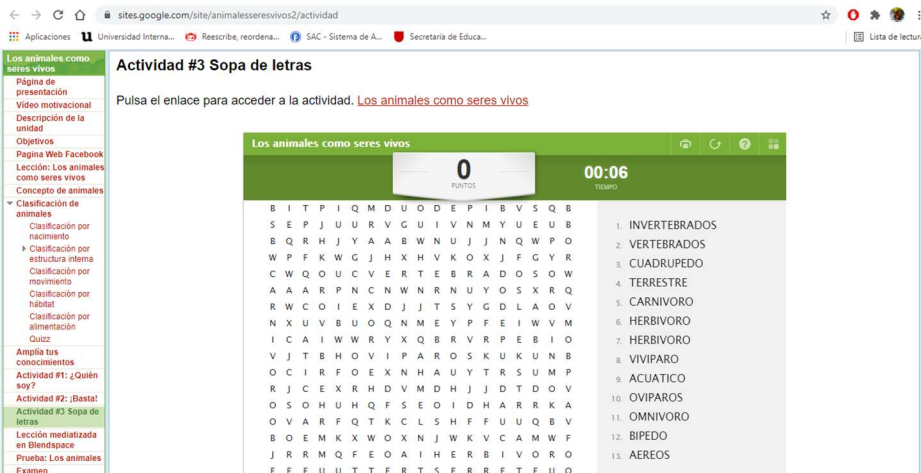 sites.google.com/site/animalesseresvivos2/actividad
Aplicaciones
Universidad Interna...
Reescribe, reordena...
SAC - Sistema de A...
Secretaría de Educa...
Lista de lectur
Los animales como
seres vivos
Página de
presentación
Vídeo motivacional
Descripción de la
unidad
Objetivos
Pagina Web Facebook
Lección: Los animales
como seres vivos
Concepto de animales
Clasificación de
animales
Clasificación por
nacimiento
Clasificación por
estructura interna
Clasificación por
movimiento
Clasificación por
hábitat
Clasificación por
alimentación
Quizz
Amplía tus
conocimientos
Actividad #1: ¿Quién
soy?
Actividad #2: ¡Basta!
Actividad #3 Sopa de
letras
Lección mediatizada
en Blendspace
Prueba: Los animales
Examen
Actividad #3 Sopa de letras
Pulsa el enlace para acceder a la actividad. Los animales como seres vivos
Los animales como seres vivos
0
PUNTOS
00:06
TIEMPO
B I T P I Q M D U O D E P I B V S Q B
S E P J U U R V G U I V N M Y U E U B
B Q R H J Y A A B W N U J J N Q W P O
W P F K W G J H X H V K O X J F G Y R
C W Q O U C V E R T E B R A D O S O W
A A A R P N C N W N R N U Y O S X R Q
R W C O I E X D J J T S Y G D L A O V
N X U V B U O Q N M E Y P F E I W V M
I C A I W W R Y X Q B R V R P E B I O
V J T B H O V I P A R O S K U K U N B
O C I R F O E X N H A U Y T R S U M P
R J C E X R H D V M D H J J D T D O V
O S O H U H Q F S E O I D H A R R K A
O V A R F Q T K C L S H F F U U Q B V
B O E M K X W O X N J W K V C A M W F
J R R M Q F E O A I H E R B I V O R O
E F E U U T T E R T S E R R E T E U O
1. INVERTEBRADOS
2. VERTEBRADOS
3. CUADRUPEDO
4. TERRESTRE
5. CARNIVORO
6. HERBIVORO
7. HERBIVORO
8. VIVIPARO
9. ACUATICO
10. OVIPAROS
11. OMNIVORO
12. BIPEDO
13. AEREOS